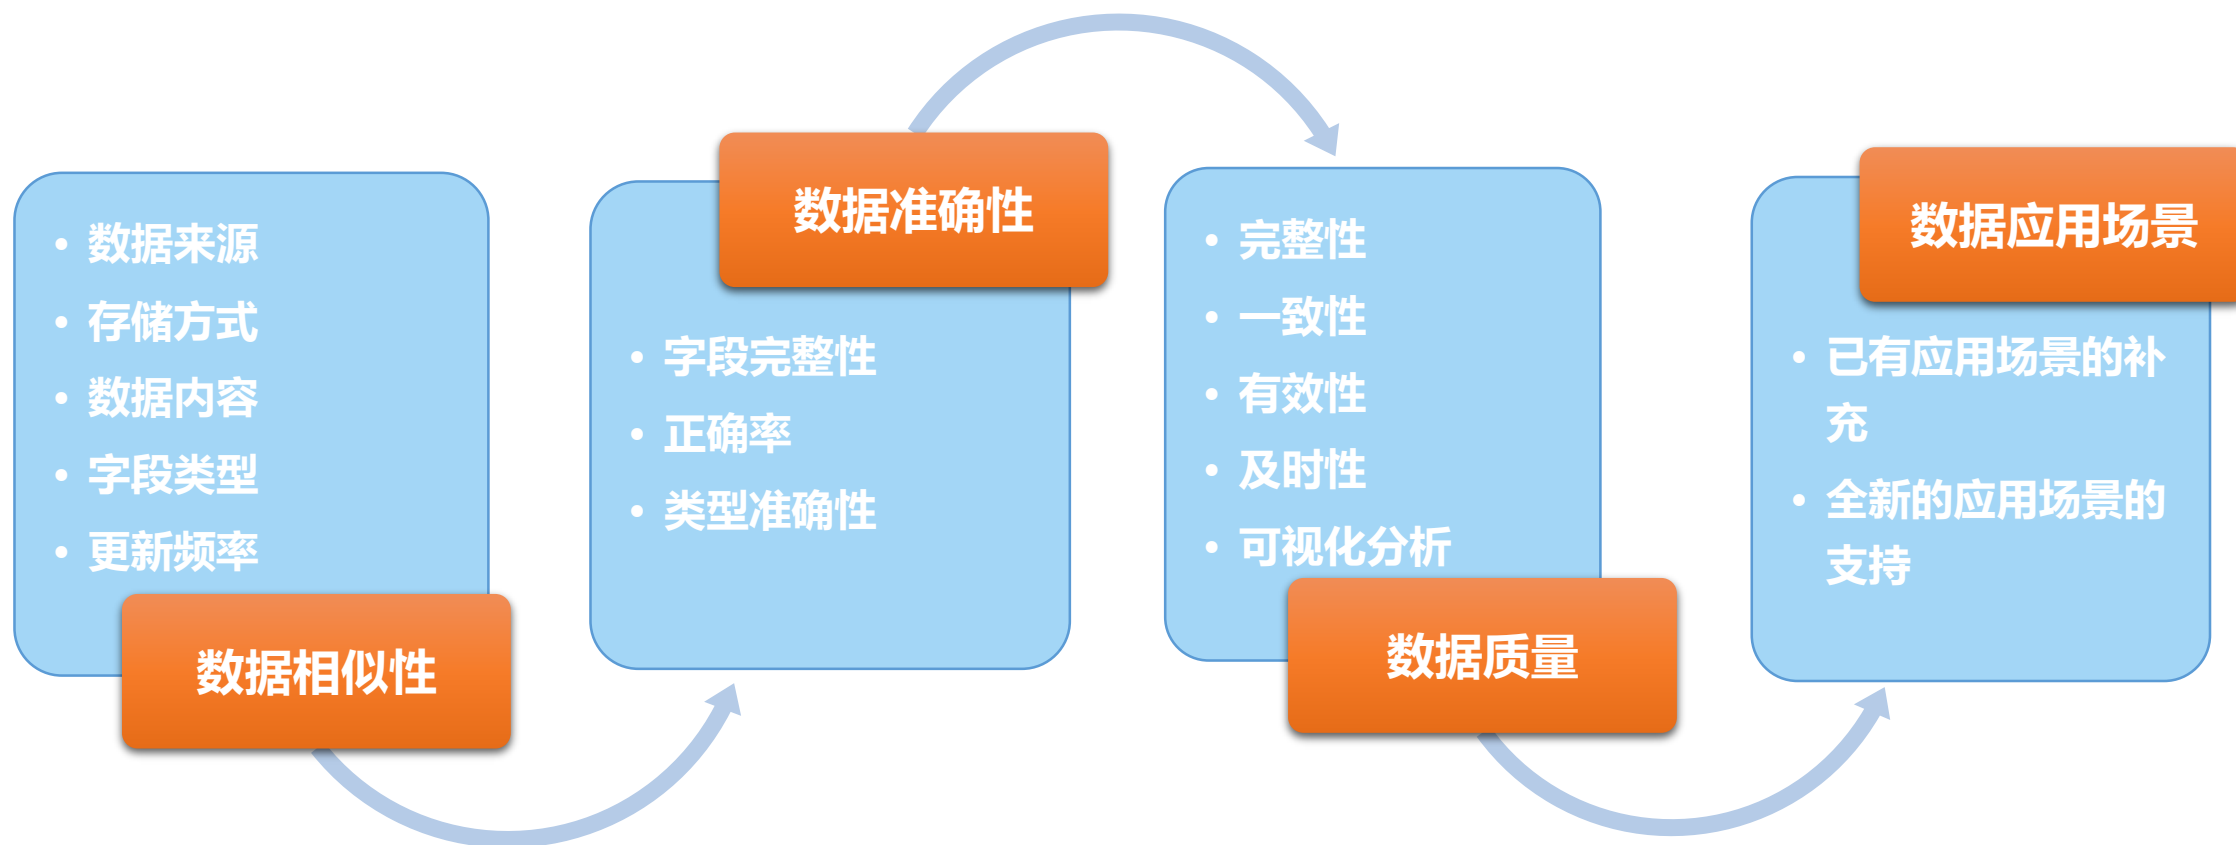 数据来源
存储方式
数据内容
字段类型
更新频率
数据相似性
数据准确性
字段完整性
正确率
类型准确性
完整性
一致性
有效性
及时性
可视化分析
数据质量
数据应用场景
已有应用场景的补
充
全新的应用场景的
支持